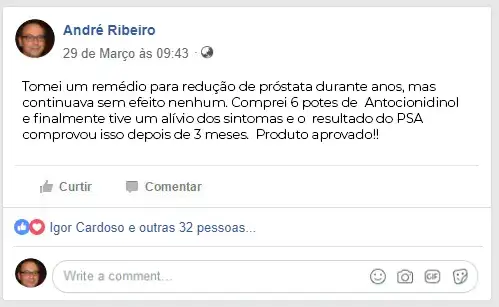 André Ribeiro
29 de Março às 09:43 ·
Tomei um remédio para redução de próstata durante anos, mas
continuava sem efeito nenhum. Comprei 6 potes de Antocionidinol
e finalmente tive um alívio dos sintomas e o resultado do PSA
comprovou isso depois de 3 meses. Produto aprovado!!
Curtir Comentar
Igor Cardoso e outras 32 pessoas...
Write a comment... GIF